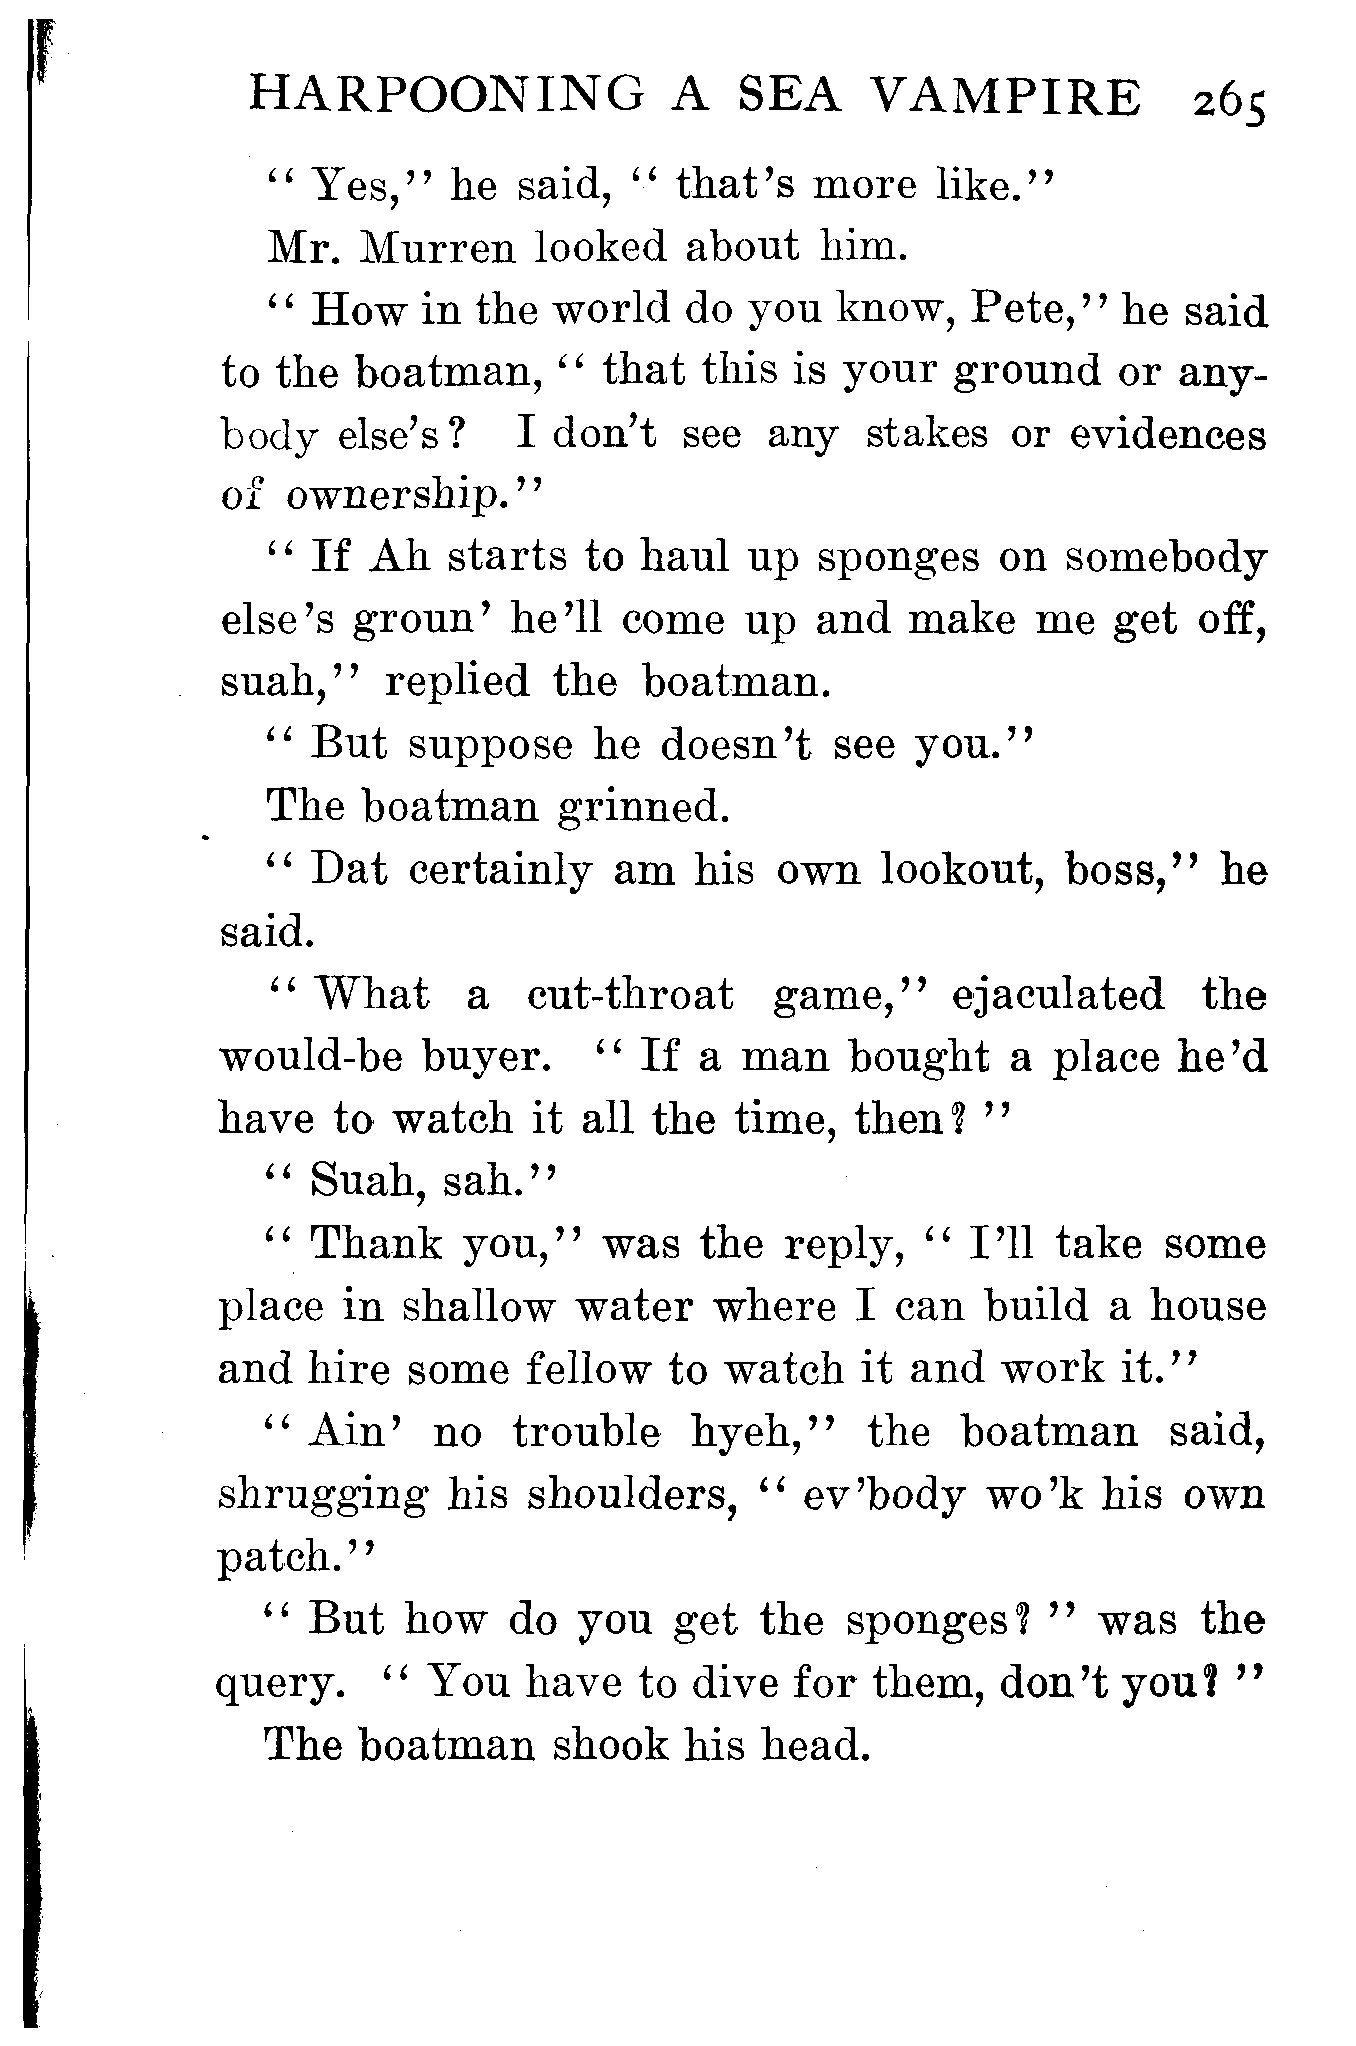 HARPOONING A SEA VAMPIRE 265
“ Yes,” he said, “ that's more like.”
Mr. Murren looked about him.
“ How in the world do you know, Pete,” he said
to the boatman, “ that this is your ground or any-
body else's? I don't see any stakes or evidences
of ownership.”
“ If Ah starts to haul up sponges on somebody
else's groun' he'll come up and make me get off,
suah,” replied the boatman.
“ But suppose he doesn't see you.”
The boatman grinned.
“ Dat certainly am his own lookout, boss,” he
said.
“ What a cut-throat game,” ejaculated the
would-be buyer. “ If a man bought a place he'd
have to watch it all the time, then? ”
“ Suah, sah.”
“ Thank you,” was the reply, “ I'll take some
place in shallow water where I can build a house
and hire some fellow to watch it and work it.”
“ Ain' no trouble hyeh,” the boatman said,
shrugging his shoulders, “ ev'body wo'k his own
patch.”
“ But how do you get the sponges? ” was the
query. “ You have to dive for them, don't you? ”
The boatman shook his head.